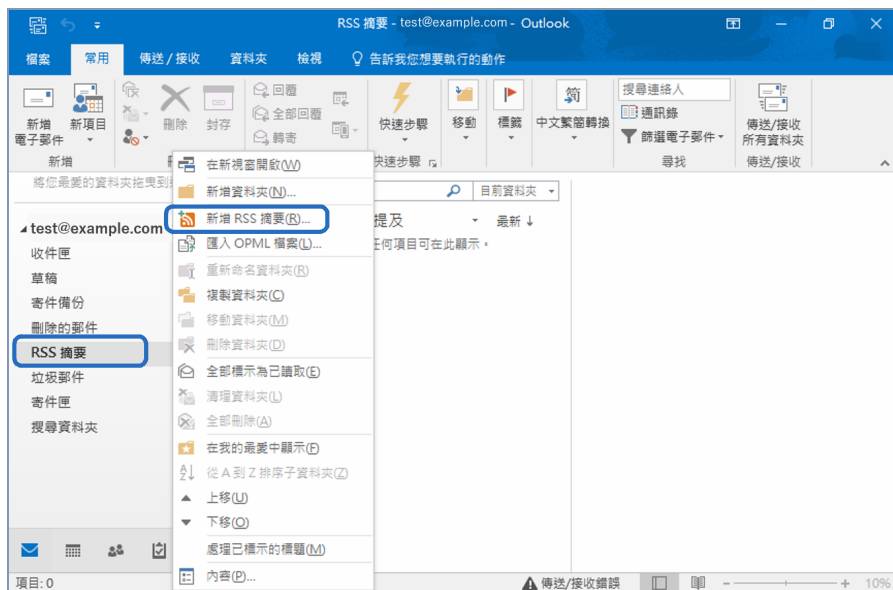 RSS 摘要 - test@example.com - Outlook
檔案
常用
傳送 / 接收
資料夾
檢視
告訴我您想要執行的動作
新增
電子郵件
新項目
刪除
封存
回覆
全部回覆
轉寄
快速步驟
移動
標籤
简
中文繁簡轉換
搜尋連絡人
通訊錄
篩選電子郵件
傳送/接收
所有資料夾
新增
快速步驟
尋找
傳送/接收
將您最愛的資料夾拖曳到
test@example.com
收件匣
草稿
寄件備份
刪除的郵件
RSS 摘要
垃圾郵件
寄件匣
搜尋資料夾
在新視窗開啟(W)
新增資料夾(N)...
新增 RSS 摘要(R)...
匯入 OPML 檔案(L)...
重新命名資料夾(R)
複製資料夾(C)
移動資料夾(M)
刪除資料夾(D)
全部標示為已讀取(E)
清理資料夾(L)
全部刪除(A)
在我的最愛中顯示(F)
從 A 到 Z 排序子資料夾(Z)
上移(U)
下移(O)
處理已標示的標題(M)
內容(P)...
目前資料夾
提及
最新 ↓
任何項目可在此顯示。
項目: 0
傳送/接收錯誤
10%